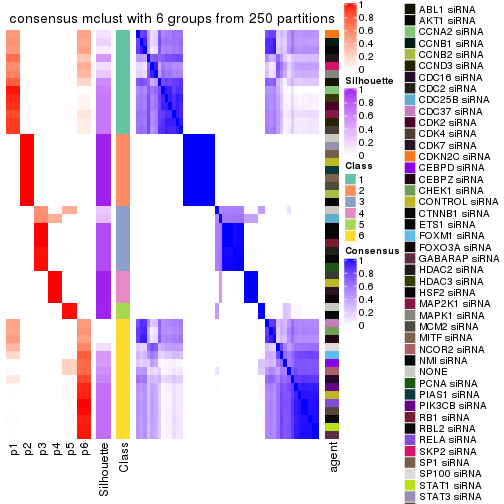 consensus mclust with 6 groups from 250 partitions
1
0.8
0.6
0.4
0.2
0
Silhouette
1
0.8
0.6
0.4
0.2
0
Class
1
2
3
4
5
6
Consensus
1
0.8
0.6
0.4
0.2
0
ABL1 siRNA
AKT1 siRNA
CCNA2 siRNA
CCNB1 siRNA
CCNB2 siRNA
CCND3 siRNA
CDC16 siRNA
CDC2 siRNA
CDC25B siRNA
CDC37 siRNA
CDK2 siRNA
CDK4 siRNA
CDK7 siRNA
CDKN2C siRNA
CEBPD siRNA
CEBPZ siRNA
CHEK1 siRNA
CONTROL siRNA
CTNNB1 siRNA
ETS1 siRNA
FOXM1 siRNA
FOXO3A siRNA
GABARAP siRNA
HDAC2 siRNA
HDAC3 siRNA
HSF2 siRNA
MAP2K1 siRNA
MAPK1 siRNA
MCM2 siRNA
MITF siRNA
NCOR2 siRNA
NMI siRNA
NONE
PCNA siRNA
PIAS1 siRNA
PIK3CB siRNA
RB1 siRNA
RBL2 siRNA
RELA siRNA
SKP2 siRNA
SP1 siRNA
SP100 siRNA
STAT1 siRNA
STAT3 siRNA
p1
p2
p3
p4
p5
p6
Silhouette
Class
agent